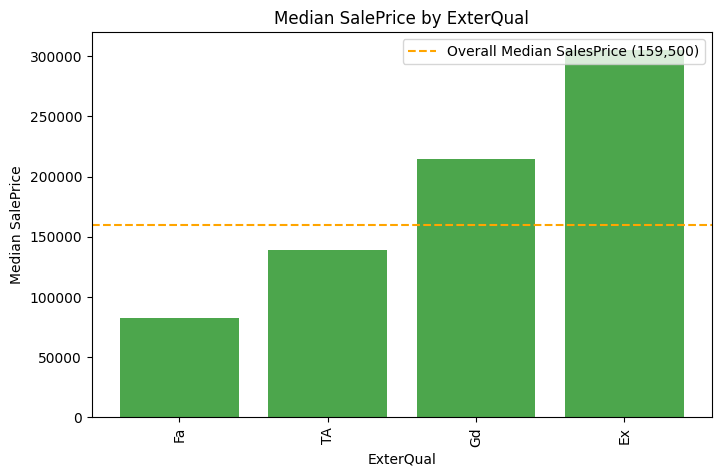 Median SalePrice by ExterQual
Overall Median SalesPrice (159,500)
300000
250000
200000
150000
100000
50000
0
Median SalePrice
Fa
TA
Gd
Ex
ExterQual